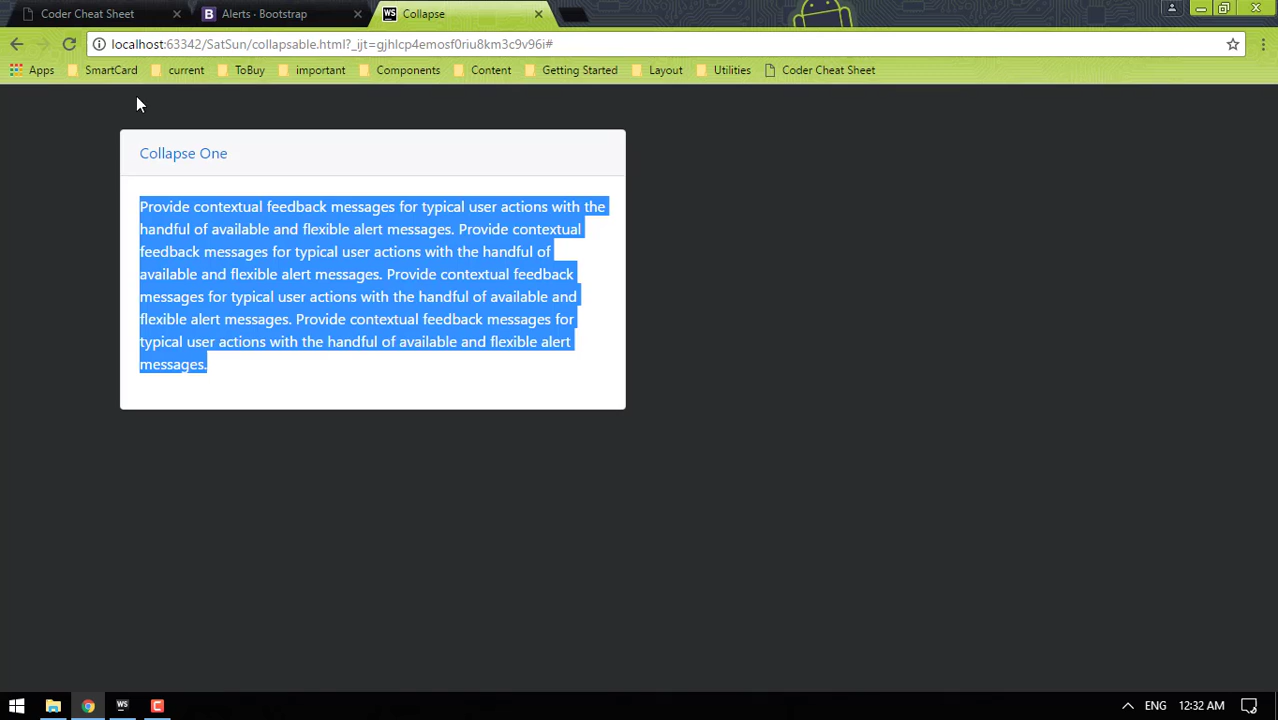 Coder Cheat Sheet
Alerts · Bootstrap
WS Collapse
localhost:63342/SatSun/collapsable.html?_ijt=gjhlcp4emosf0riu8km3c9v96i#
Apps SmartCard current ToBuy important Components Content Getting Started Layout Utilities Coder Cheat Sheet
Collapse One
Provide contextual feedback messages for typical user actions with the
handful of available and flexible alert messages. Provide contextual
feedback messages for typical user actions with the handful of
available and flexible alert messages. Provide contextual feedback
messages for typical user actions with the handful of available and
flexible alert messages. Provide contextual feedback messages for
typical user actions with the handful of available and flexible alert
messages.
WS ENG 12:32 AM